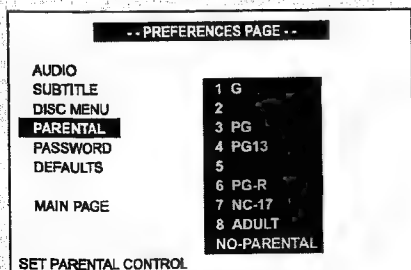 -- PREFERENCES PAGE --
AUDIO
SUBTITLE
DISC MENU
PARENTAL
PASSWORD
DEFAULTS
MAIN PAGE
1 G
2
3 PG
4 PG13
5
6 PG-R
7 NC-17
8 ADULT
NO-PARENTAL
SET PARENTAL CONTROL